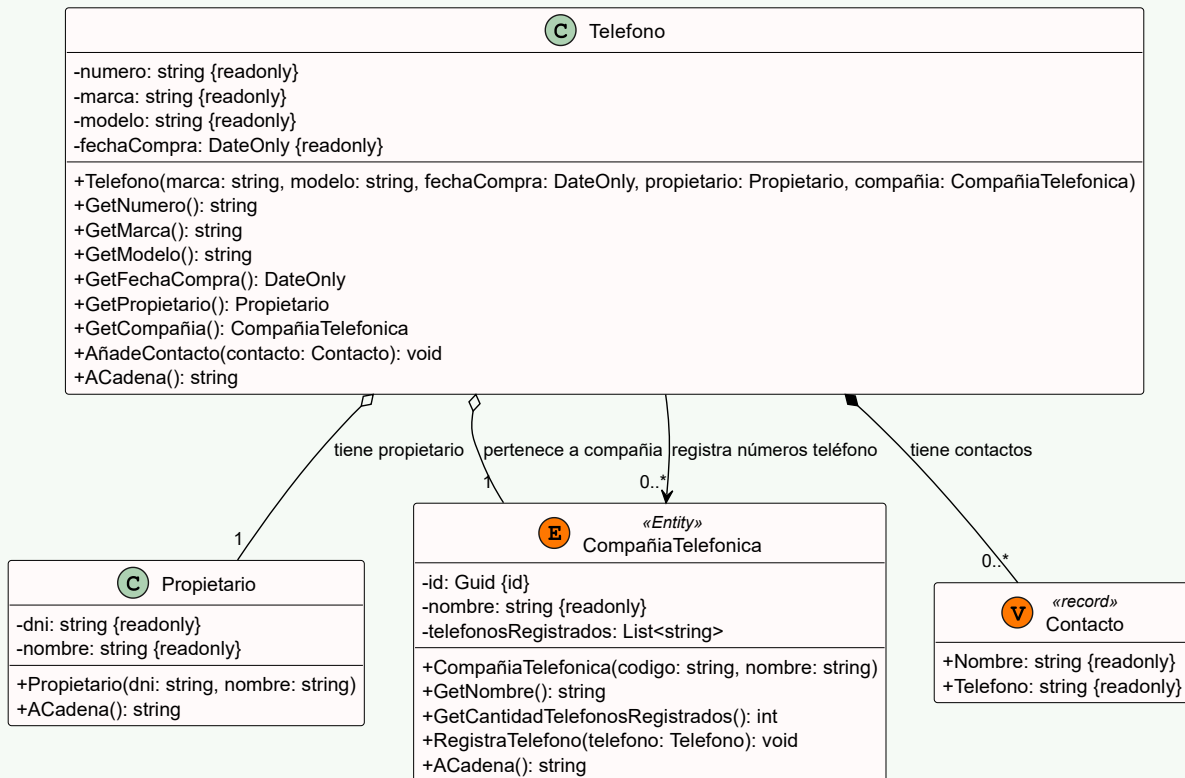 C Telefono
-numero: string {readonly}
-marca: string {readonly}
-modelo: string {readonly}
-fechaCompra: DateOnly {readonly}
+Telefono(marca: string, modelo: string, fechaCompra: DateOnly, propietario: Propietario, compañia: CompañiaTelefonica)
+GetNumero(): string
+GetMarca(): string
+GetModelo(): string
+GetFechaCompra(): DateOnly
+GetPropietario(): Propietario
+GetCompañia(): CompañiaTelefonica
+AñadeContacto(contacto: Contacto): void
+ACadena(): string
tiene propietario
pertenece a compañia
registra números teléfono
tiene contactos
1
1
0..*
0..*
C Propietario
-dni: string {readonly}
-nombre: string {readonly}
+Propietario(dni: string, nombre: string)
+ACadena(): string
E «Entity»
CompañiaTelefonica
-id: Guid {id}
-nombre: string {readonly}
-telefonosRegistrados: List<string>
+CompañiaTelefonica(codigo: string, nombre: string)
+GetNombre(): string
+GetCantidadTelefonosRegistrados(): int
+RegistraTelefono(telefono: Telefono): void
+ACadena(): string
V «record»
Contacto
+Nombre: string {readonly}
+Telefono: string {readonly}